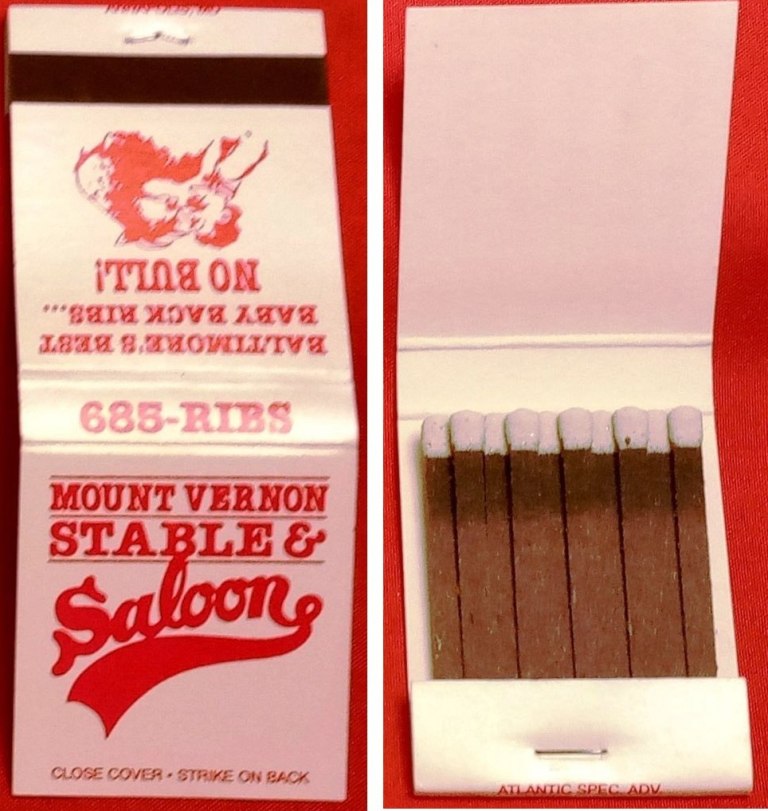 NO BULL!
BABY BACK RIBS...
BALTIMORE'S BEST
685-RIBS
MOUNT VERNON
STABLE &
Saloon
CLOSE COVER • STRIKE ON BACK
ATLANTIC SPEC. ADV.